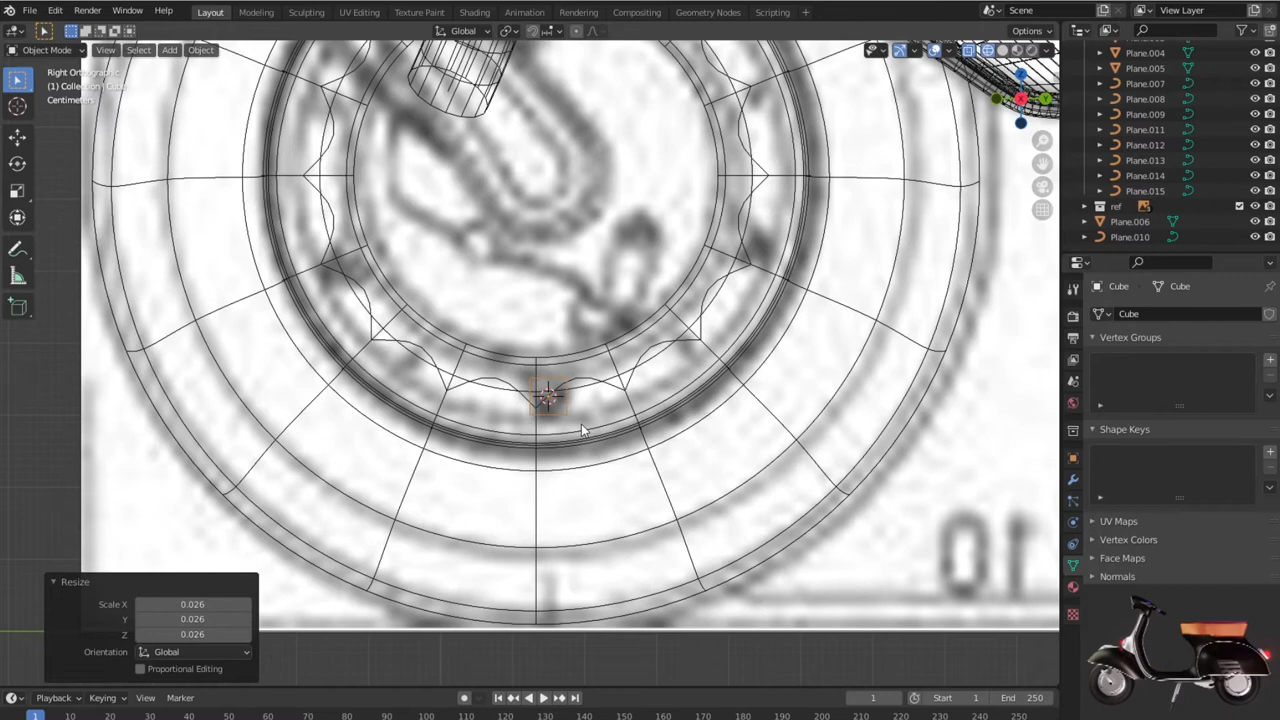 File Edit Render Window Help Layout Modeling Sculpting UV Editing Texture Paint Shading Animation Rendering Compositing Geometry Nodes Scripting + Scene View Layer
Global Options
Object Mode View Select Add Object
Right Orthographic
(1) Collection | Cube
Centimeters
Plane.004
Plane.005
Plane.007
Plane.008
Plane.009
Plane.011
Plane.012
Plane.013
Plane.014
Plane.015
ref
Plane.006
Plane.010
Z
X
Y
Cube Cube
Cube
Vertex Groups
Shape Keys
UV Maps
Vertex Colors
Face Maps
Normals
10
Resize
Scale X 0.026
Y 0.026
Z 0.026
Orientation Global
Proportional Editing
Playback Keying View Marker 1 Start 1 End 250
1 10 20 30 40 50 60 70 80 90 100 110 120 130 140 150 160 170 180 190 200 210 220 230 240 250